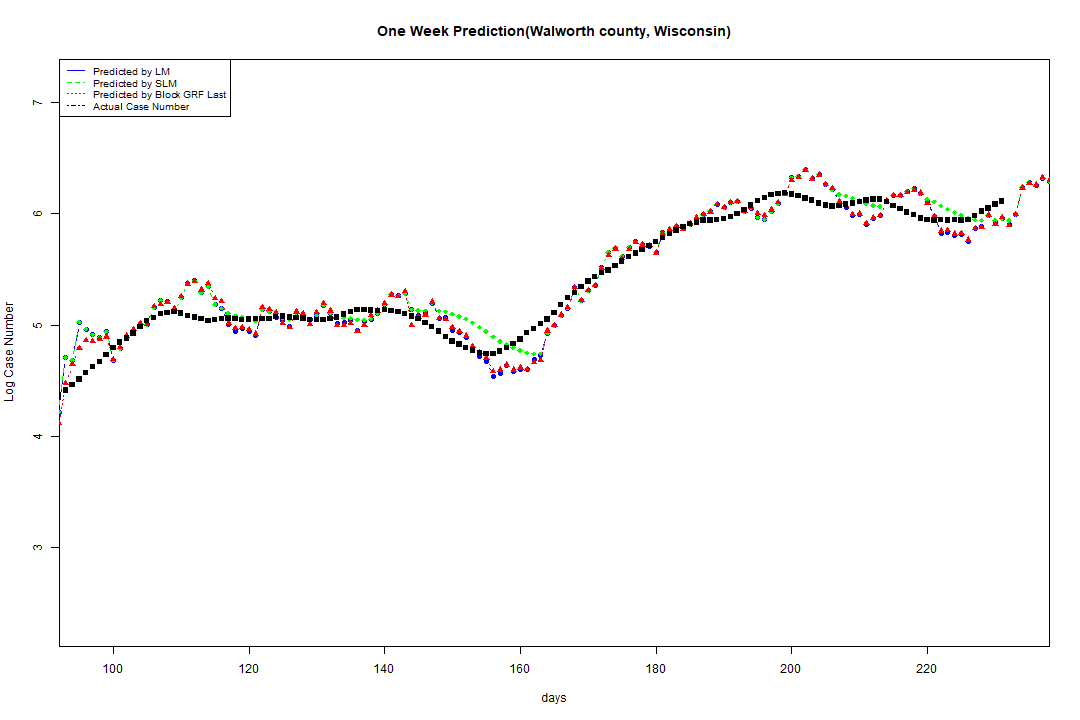 One Week Prediction(Walworth county, Wisconsin)
Predicted by LM
Predicted by SLM
Predicted by Block GRF Last
Actual Case Number
7
6
5
4
3
Log Case Number
100 120 140 160 180 200 220
days